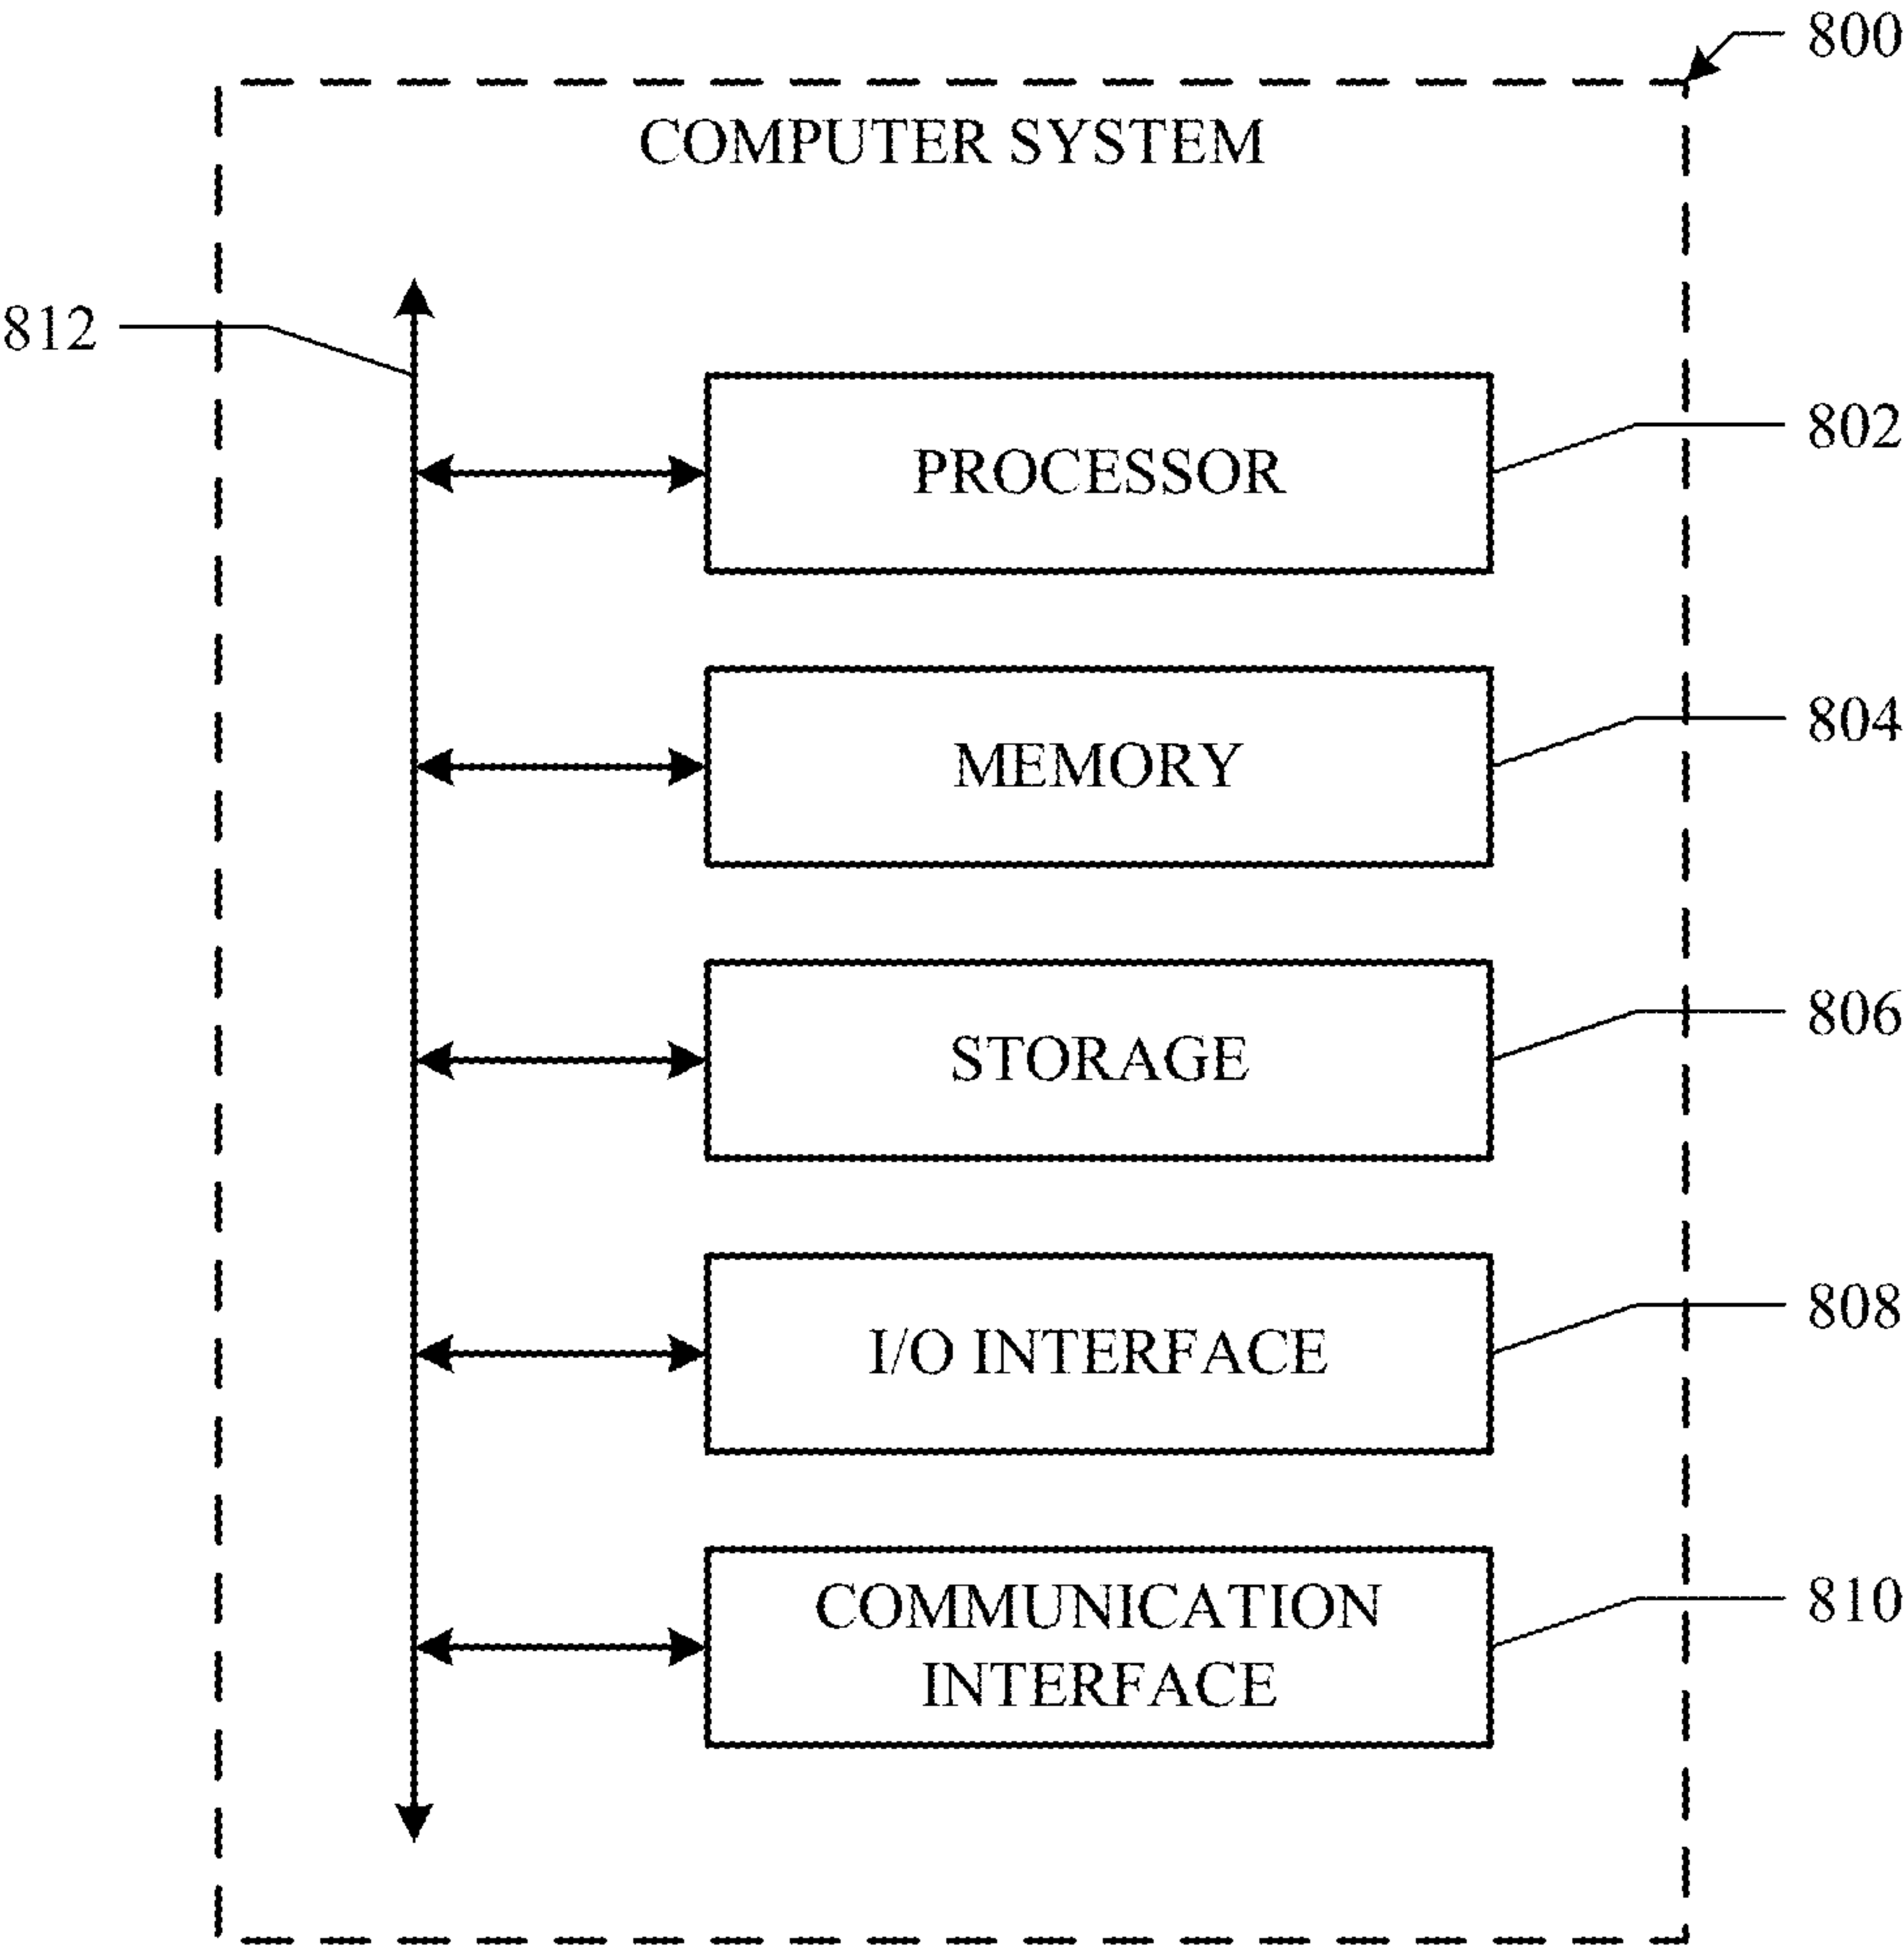 800
COMPUTER SYSTEM
812
802
PROCESSOR
804
MEMORY
806
STORAGE
808
I/O INTERFACE
810
COMMUNICATION
INTERFACE